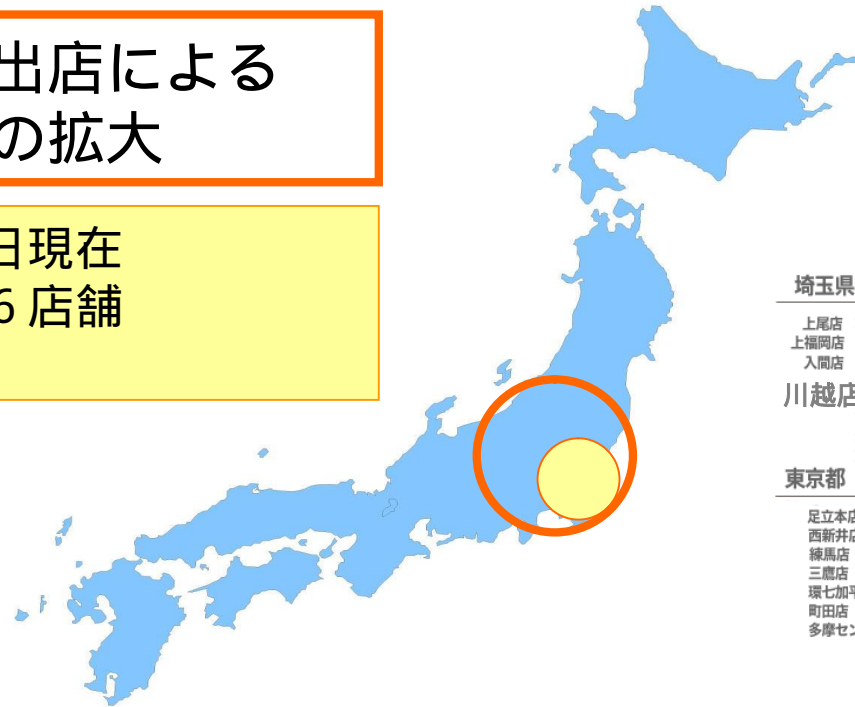 出店による
の拡大
日現在
6 店舗
埼玉県
上尾店
上福岡店
入間店
川越店
東京都
足立本店
西新井店
練馬店
三鷹店
環七加平
町田店
多摩セン